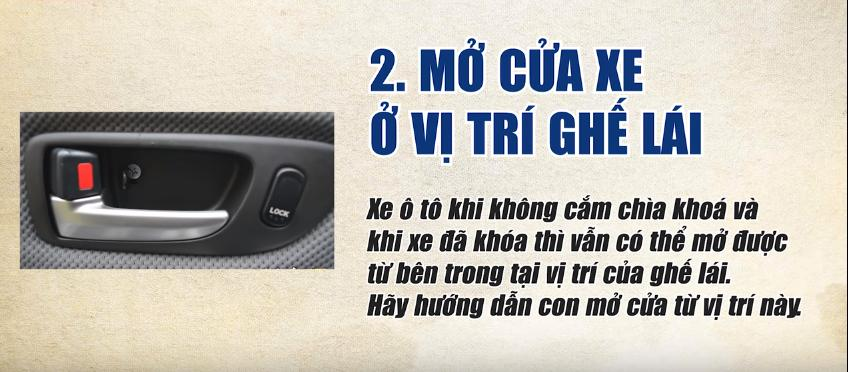 2. MỞ CỬA XE
Ở VỊ TRÍ GHẾ LÁI
LOCK
Xe ô tô khi không cắm chìa khoá và
khi xe đã khóa thì vẫn có thể mở được
từ bên trong tại vị trí của ghế lái.
Hãy hướng dẫn con mở cửa từ vị trí này.